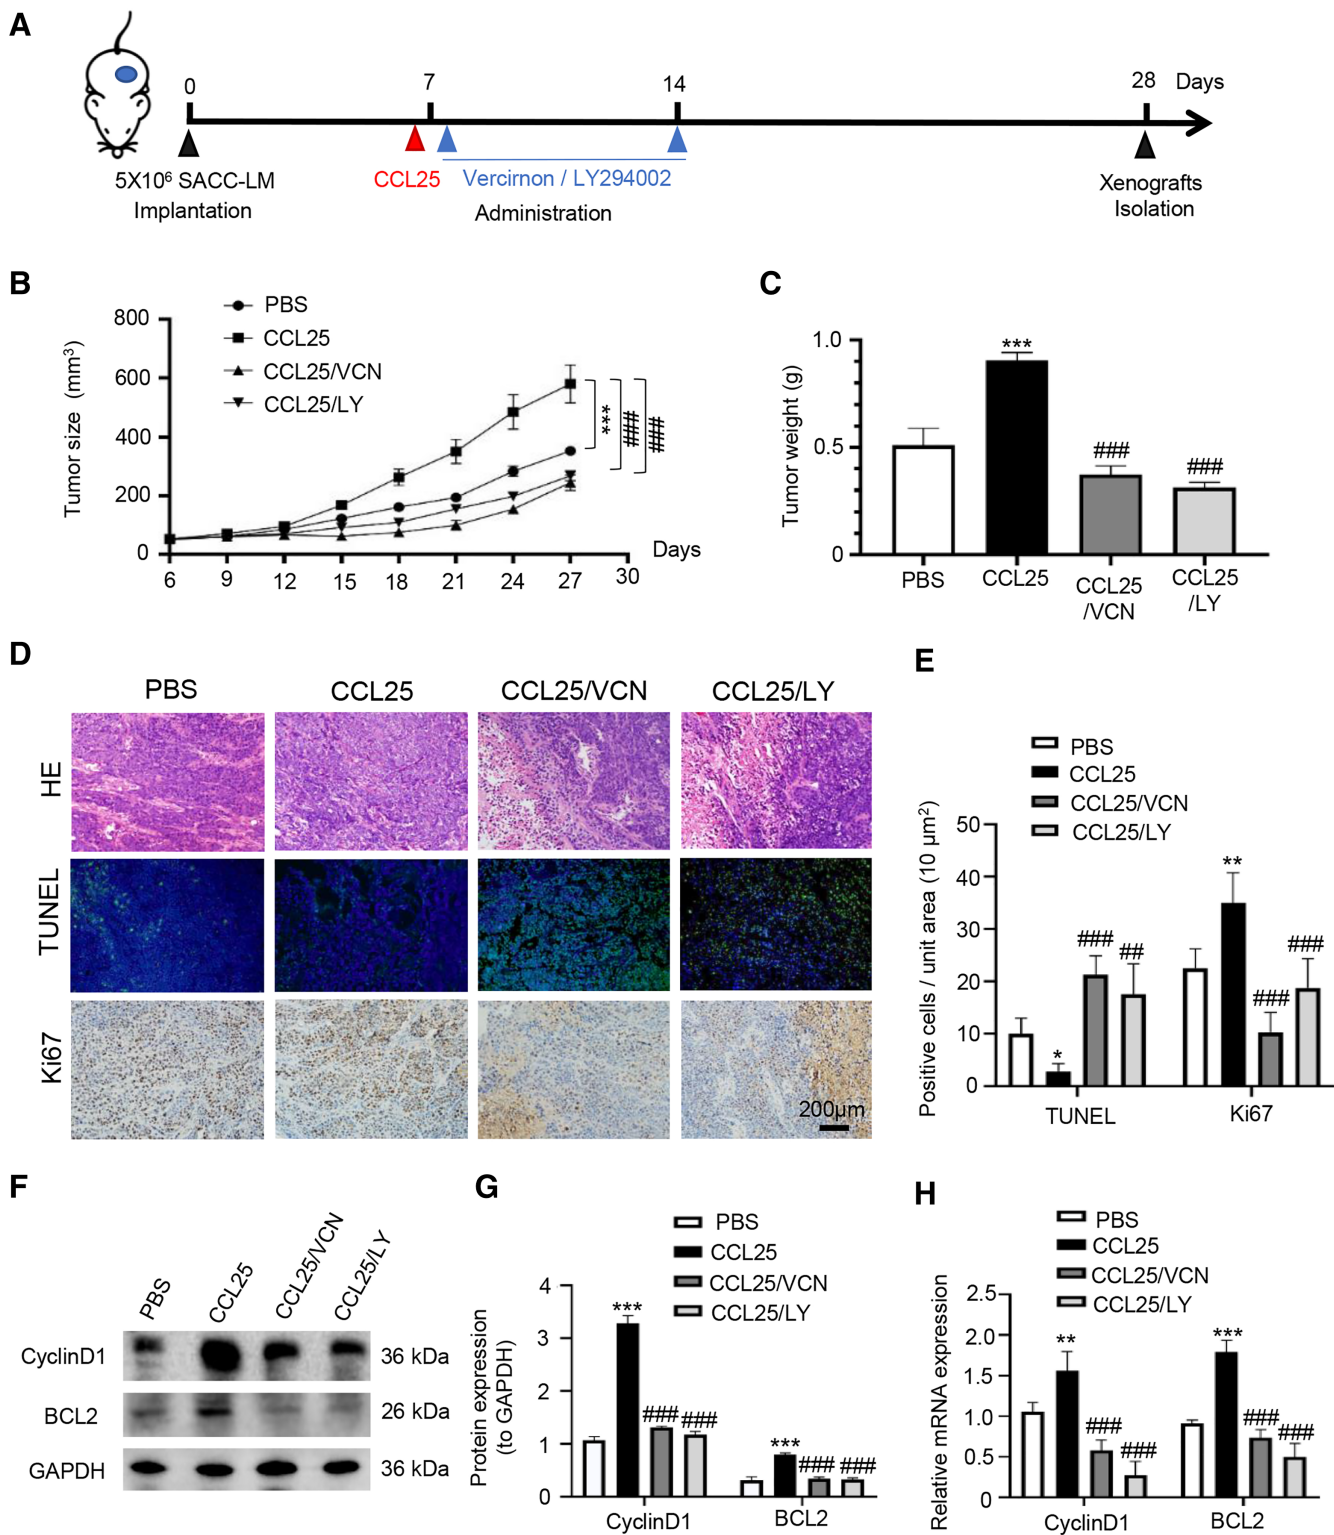 A
0
7
14
28
Days
5X10⁶ SACC-LM
Implantation
CCL25
Vercirnon / LY294002
Administration
Xenografts
Isolation
B
PBS
CCL25
CCL25/VCN
CCL25/LY
Tumor size (mm³)
800
600
400
200
0
***
###
###
6
9
12
15
18
21
24
27
30
Days
C
Tumor weight (g)
1.0
0.5
0
***
###
###
PBS
CCL25
CCL25
/VCN
CCL25
/LY
D
PBS
CCL25
CCL25/VCN
CCL25/LY
HE
TUNEL
Ki67
200μm
E
PBS
CCL25
CCL25/VCN
CCL25/LY
Positive cells / unit area (10 μm²)
50
40
30
20
10
0
*
###
##
**
###
###
TUNEL
Ki67
F
PBS
CCL25
CCL25/VCN
CCL25/LY
CyclinD1
36 kDa
BCL2
26 kDa
GAPDH
36 kDa
G
PBS
CCL25
CCL25/VCN
CCL25/LY
Protein expression
(to GAPDH)
4
3
2
1
0
***
###
###
***
###
###
CyclinD1
BCL2
H
PBS
CCL25
CCL25/VCN
CCL25/LY
Relative mRNA expression
2.5
2.0
1.5
1.0
0.5
0
**
###
###
***
###
###
CyclinD1
BCL2